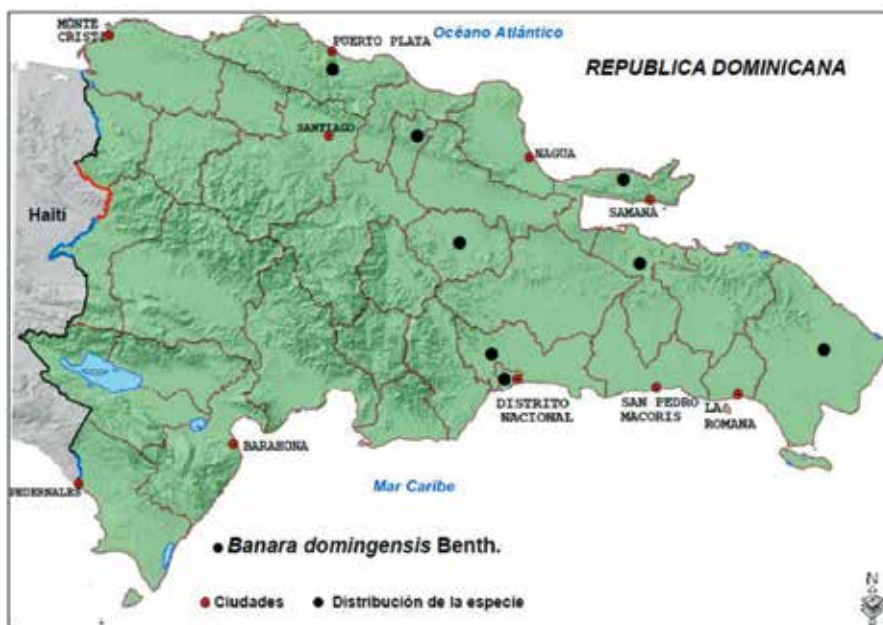 MONTE
CRISTI
PUERTO PLATA
Océano Atlántico
REPUBLICA DOMINICANA
SANTIAGO
NAGUA
Haití
SAMANA
DISTRITO
NACIONAL
SAN PEDRO
MACORIS
LA
ROMANA
BARAHONA
PEDERNALES
Mar Caribe
Banara domingensis Benth.
Ciudades
Distribución de la especie
N